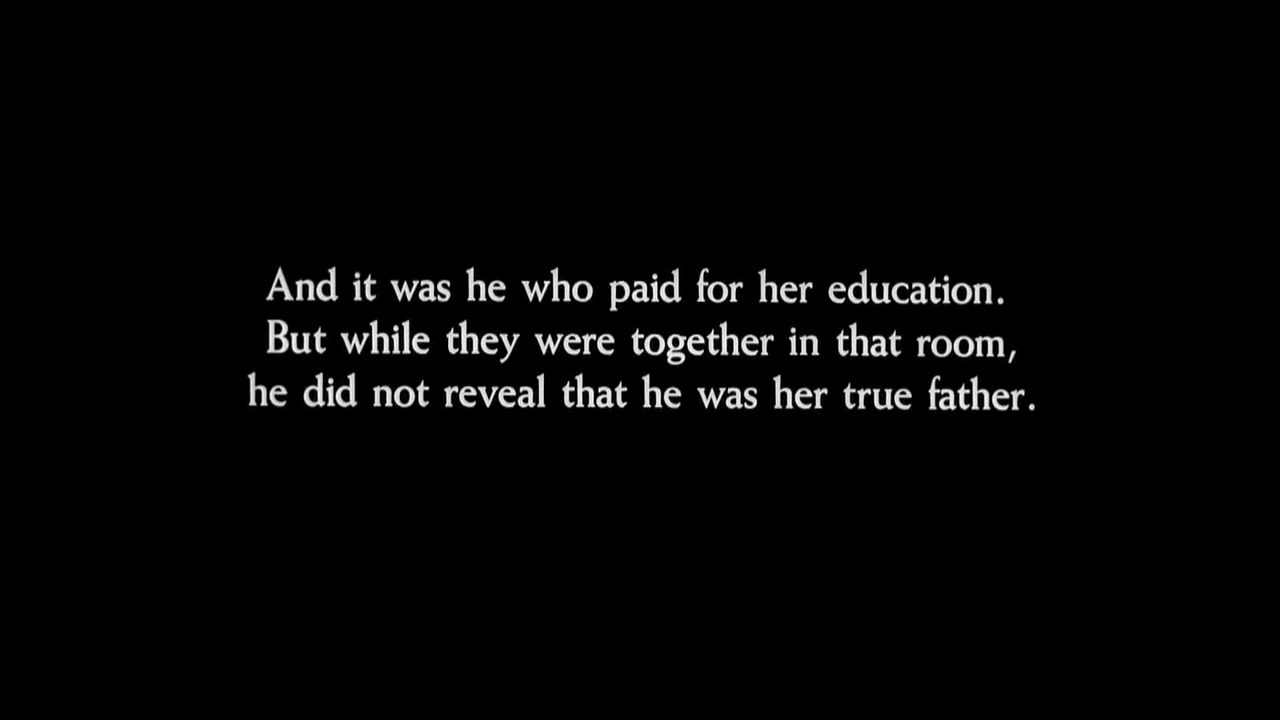 And it was he who paid for her education.
But while they were together in that room,
he did not reveal that he was her true father.